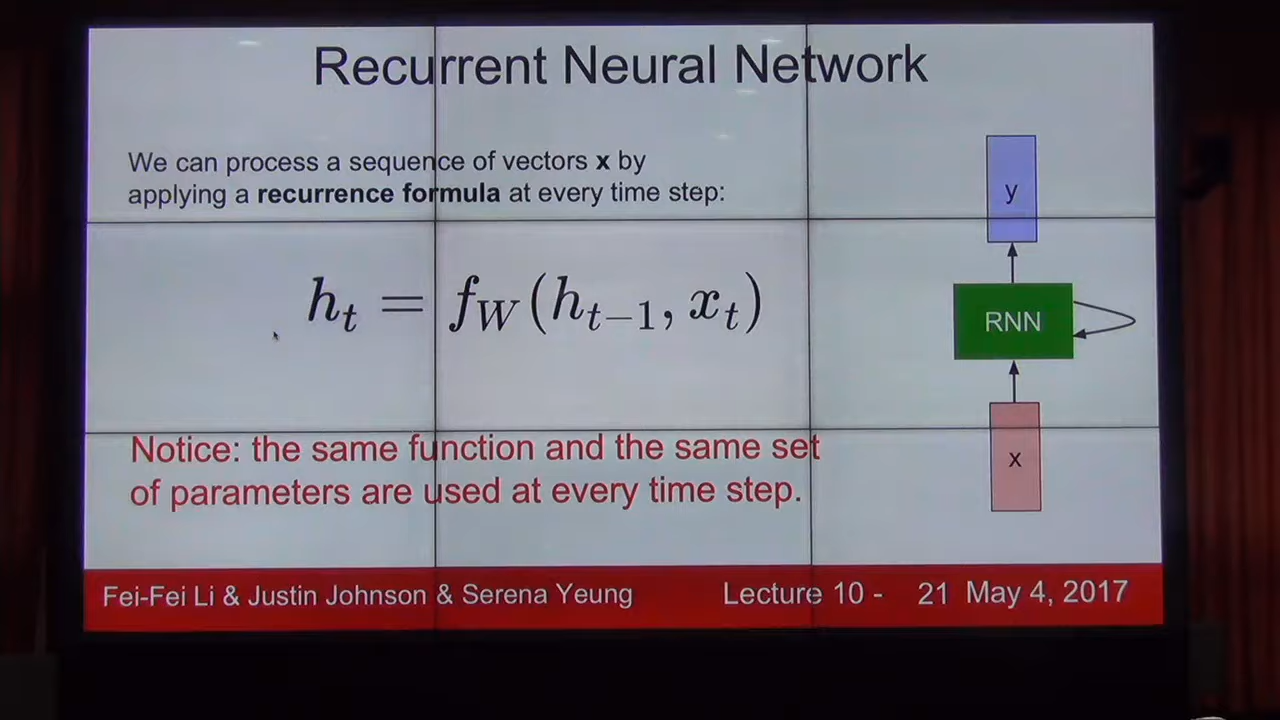 Recurrent Neural Network
We can process a sequence of vectors x by
applying a recurrence formula at every time step:
y
h_t = f_W(h_{t-1}, x_t)
RNN
Notice: the same function and the same set
of parameters are used at every time step.
x
Fei-Fei Li & Justin Johnson & Serena Yeung
Lecture 10 - 21 May 4, 2017